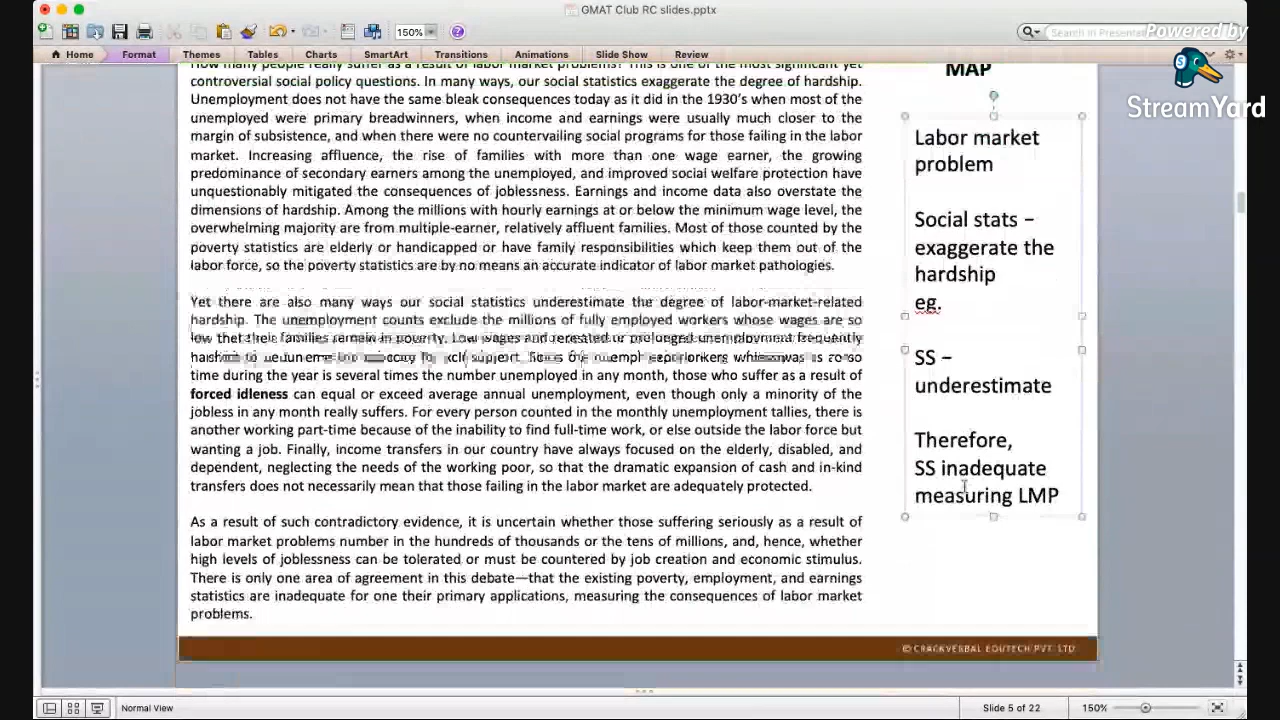 GMAT Club RC slides.pptx
Powered by
150%
Search in Presentation
Home Format Themes Tables Charts SmartArt Transitions Animations Slide Show Review
StreamYard
MAP
How many people really suffer as a result of labor market problems? This is one of the most significant yet
controversial social policy questions. In many ways, our social statistics exaggerate the degree of hardship.
Unemployment does not have the same bleak consequences today as it did in the 1930's when most of the
unemployed were primary breadwinners, when income and earnings were usually much closer to the
margin of subsistence, and when there were no countervailing social programs for those failing in the labor
market. Increasing affluence, the rise of families with more than one wage earner, the growing
predominance of secondary earners among the unemployed, and improved social welfare protection have
unquestionably mitigated the consequences of joblessness. Earnings and income data also overstate the
dimensions of hardship. Among the millions with hourly earnings at or below the minimum wage level, the
overwhelming majority are from multiple-earner, relatively affluent families. Most of those counted by the
poverty statistics are elderly or handicapped or have family responsibilities which keep them out of the
labor force, so the poverty statistics are by no means an accurate indicator of labor market pathologies.
Yet there are also many ways our social statistics underestimate the degree of labor-market-related
hardship. The unemployment counts exclude the millions of fully employed workers whose wages are so
low that their families remain in poverty. Low wages and repeated or prolonged unemployment frequently
time during the year is several times the number unemployed in any month, those who suffer as a result of
forced idleness can equal or exceed average annual unemployment, even though only a minority of the
jobless in any month really suffers. For every person counted in the monthly unemployment tallies, there is
another working part-time because of the inability to find full-time work, or else outside the labor force but
wanting a job. Finally, income transfers in our country have always focused on the elderly, disabled, and
dependent, neglecting the needs of the working poor, so that the dramatic expansion of cash and in-kind
transfers does not necessarily mean that those failing in the labor market are adequately protected.
As a result of such contradictory evidence, it is uncertain whether those suffering seriously as a result of
labor market problems number in the hundreds of thousands or the tens of millions, and, hence, whether
high levels of joblessness can be tolerated or must be countered by job creation and economic stimulus.
There is only one area of agreement in this debate—that the existing poverty, employment, and earnings
statistics are inadequate for one their primary applications, measuring the consequences of labor market
problems.
Labor market
problem
Social stats –
exaggerate the
hardship
eg.
SS –
underestimate
Therefore,
SS inadequate
measuring LMP
© CRACKVERBAL EDUTECH PVT. LTD
Normal View
Slide 5 of 22
150%